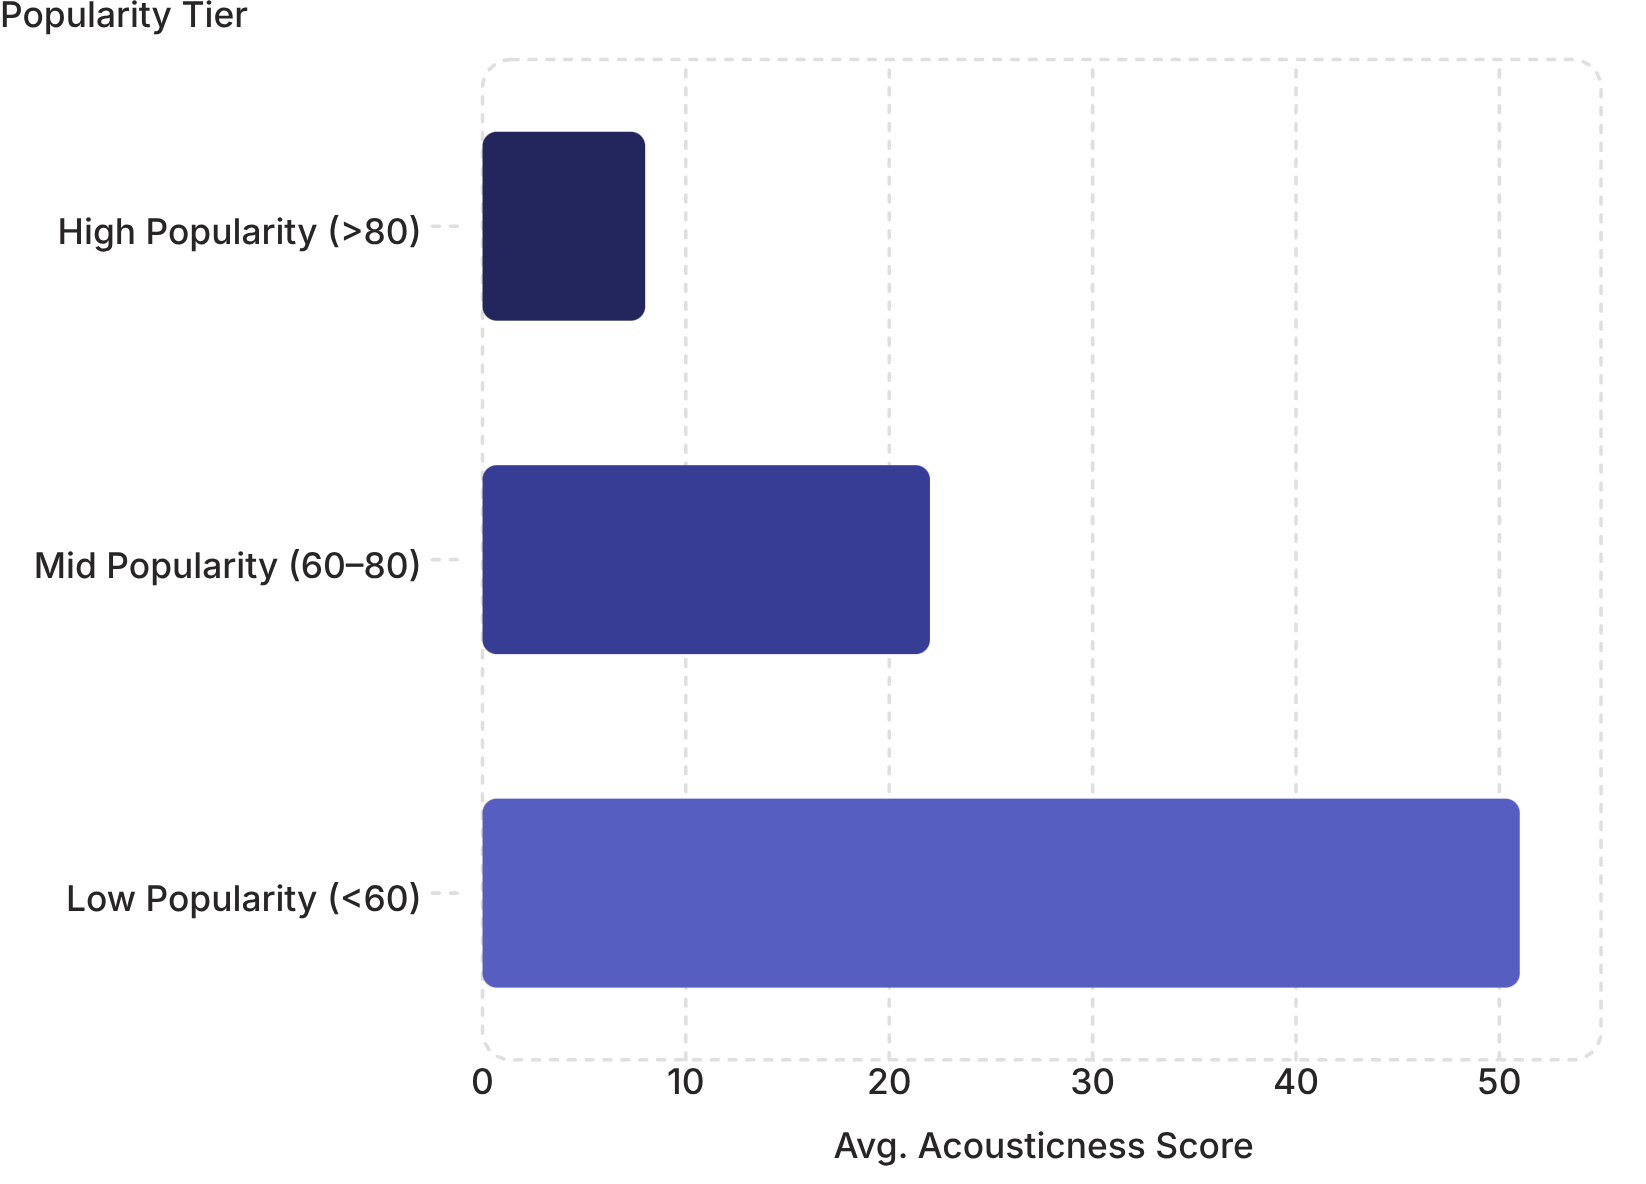 Popularity Tier
High Popularity (>80)
Mid Popularity (60–80)
Low Popularity (<60)
0 10 20 30 40 50
Avg. Acousticness Score